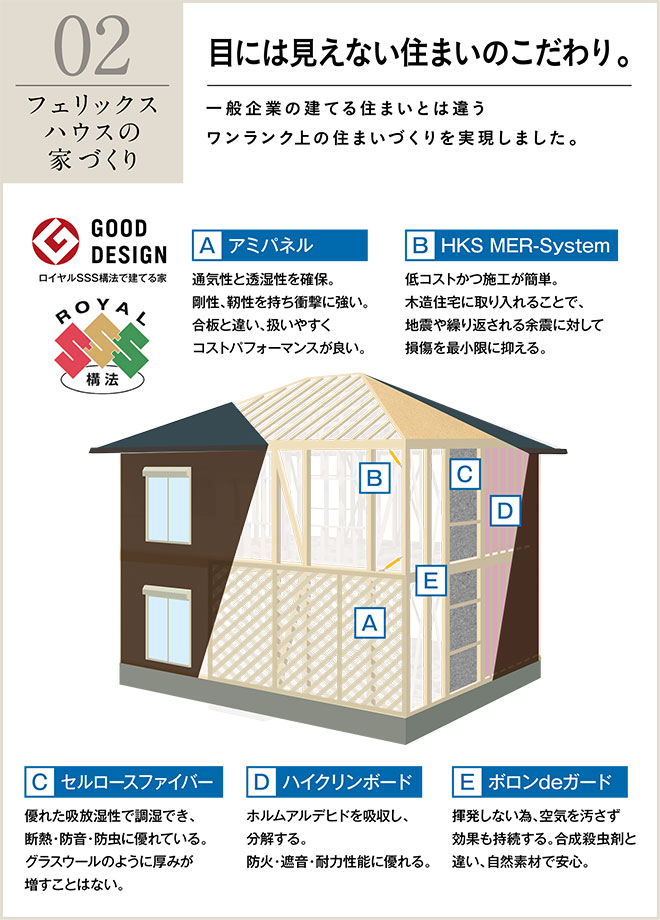 02
フェリックス
ハウスの
家づくり
目には見えない住まいのこだわり。
一般企業の建てる住まいとは違う
ワンランク上の住まいづくりを実現しました。
GOOD
DESIGN
ロイヤルSSS構法で建てる家
ROYAL
SSS
構法
A アミパネル
通気性と透湿性を確保。
剛性、靭性を持ち衝撃に強い。
合板と違い、扱いやすく
コストパフォーマンスが良い。
B HKS MER-System
低コストかつ施工が簡単。
木造住宅に取り入れることで、
地震や繰り返される余震に対して
損傷を最小限に抑える。
B
C
D
E
A
C セルロースファイバー
優れた吸放湿性で調湿でき、
断熱・防音・防虫に優れている。
グラスウールのように厚みが
増すことはない。
D ハイクリンボード
ホルムアルデヒドを吸収し、
分解する。
防火・遮音・耐力性能に優れる。
E ボロンdeガード
揮発しない為、空気を汚さず
効果も持続する。合成殺虫剤と
違い、自然素材で安心。